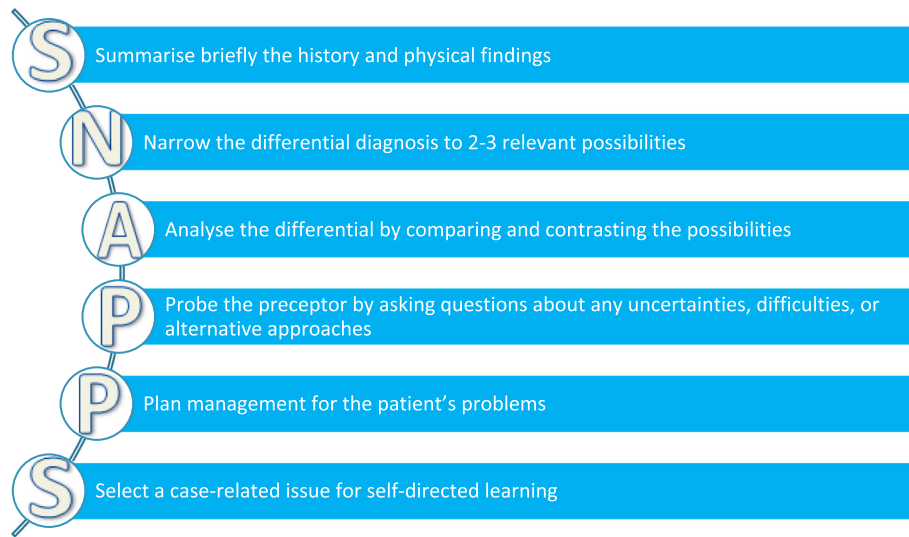 S Summarise briefly the history and physical findings
N Narrow the differential diagnosis to 2-3 relevant possibilities
A Analyse the differential by comparing and contrasting the possibilities
P Probe the preceptor by asking questions about any uncertainties, difficulties, or
alternative approaches
P Plan management for the patient’s problems
S Select a case-related issue for self-directed learning